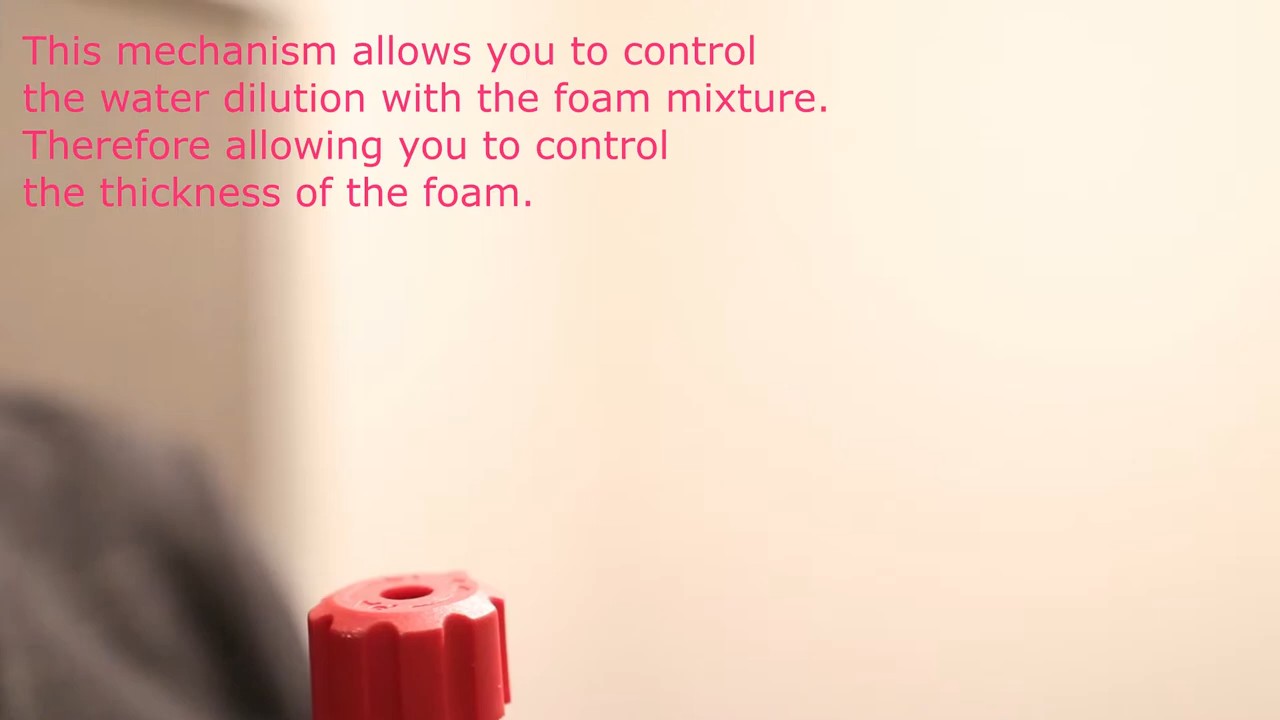 This mechanism allows you to control
the water dilution with the foam mixture.
Therefore allowing you to control
the thickness of the foam.